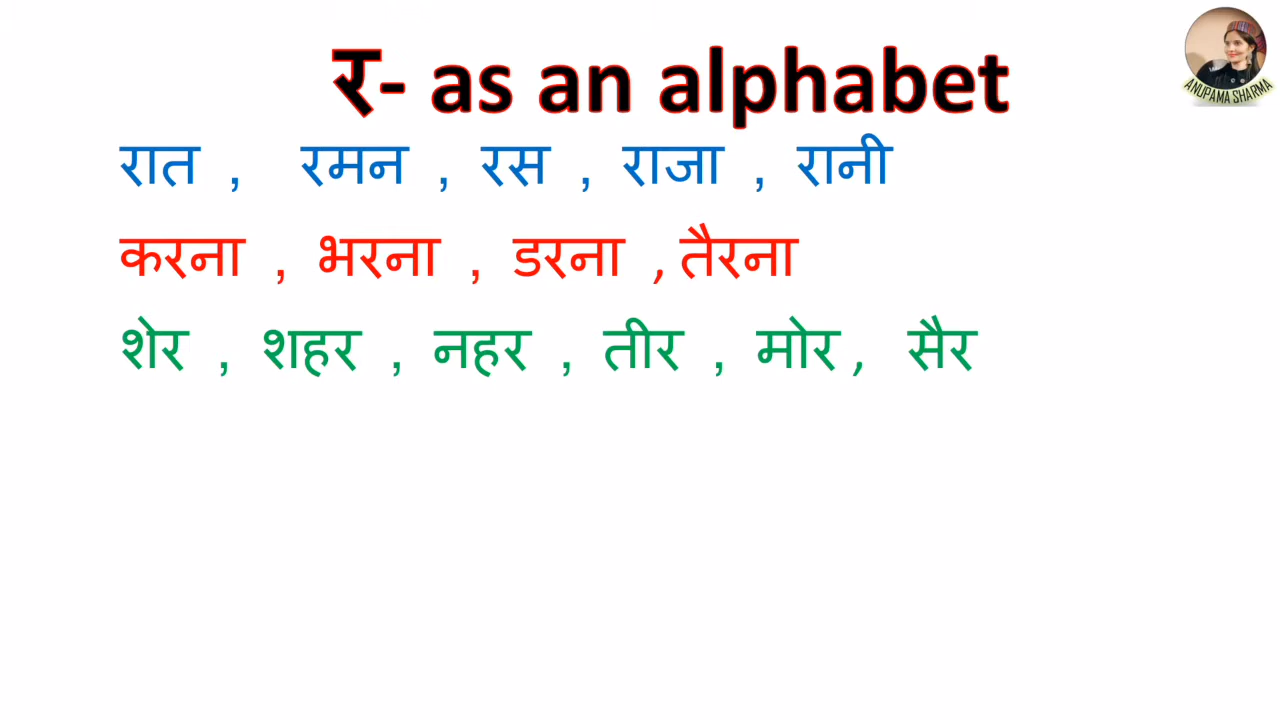 र- as an alphabet
ANUPAMA SHARMA
रात , रमन , रस , राजा , रानी
करना , भरना , डरना , तैरना
शेर , शहर , नहर , तीर , मोर , सैर